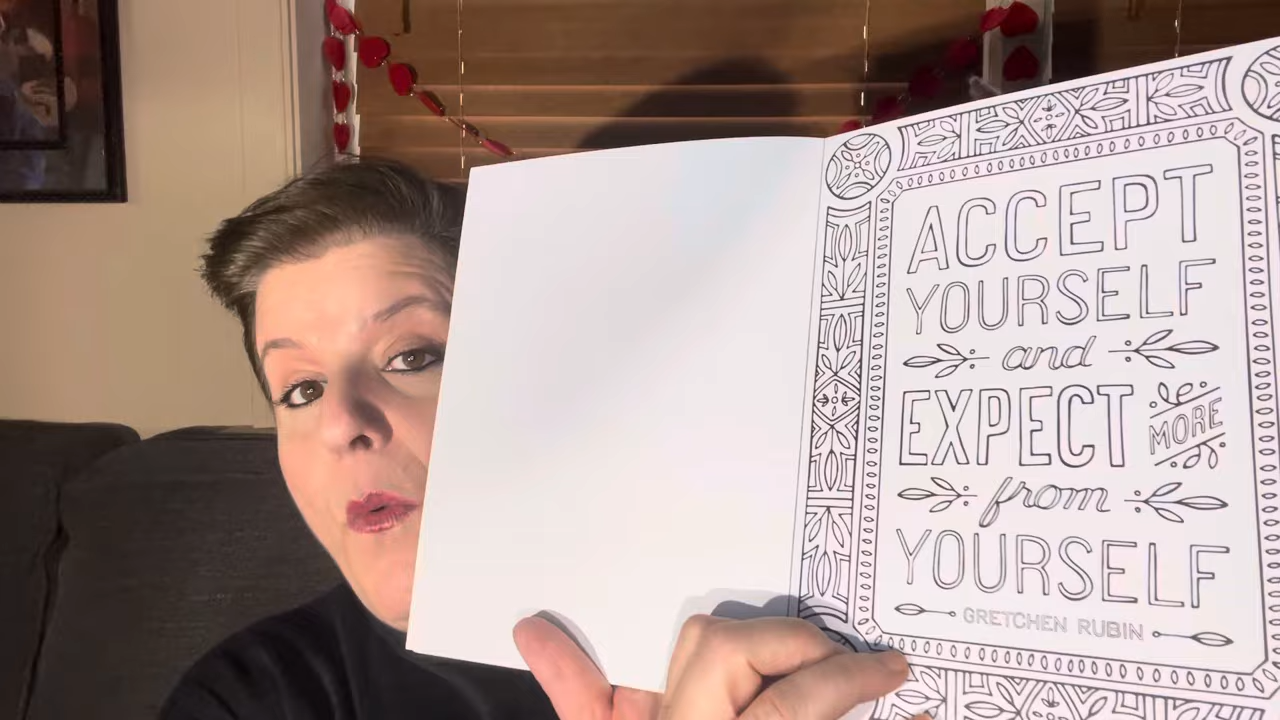 ACCEPT
YOURSELF
and
EXPECT MORE
from
YOURSELF
GRETCHEN RUBIN